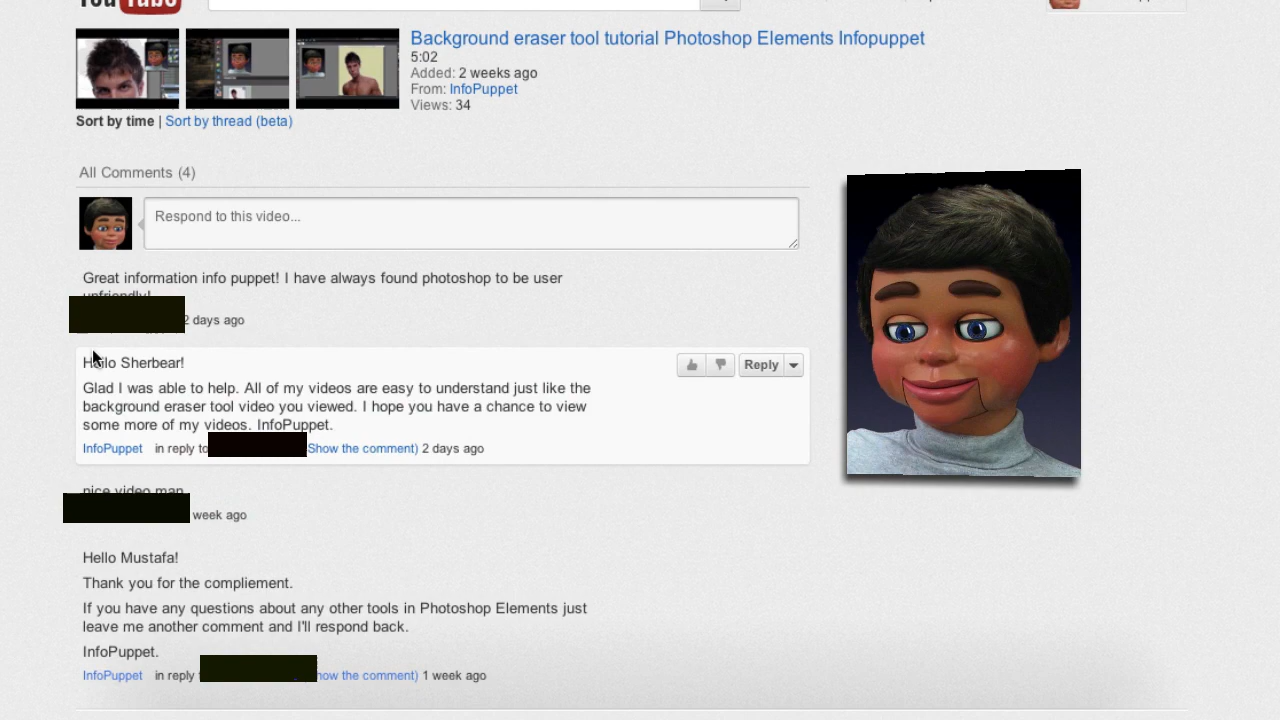 YouTube
Background eraser tool tutorial Photoshop Elements Infopuppet
5:02
Added: 2 weeks ago
From: InfoPuppet
Views: 34
Sort by time | Sort by thread (beta)
All Comments (4)
Respond to this video...
Great information info puppet! I have always found photoshop to be user
unfriendly!
2 days ago
Hello Sherbear!
Reply
Glad I was able to help. All of my videos are easy to understand just like the
background eraser tool video you viewed. I hope you have a chance to view
some more of my videos. InfoPuppet.
InfoPuppet in reply to Show the comment) 2 days ago
nice video man
week ago
Hello Mustafa!
Thank you for the compliement.
If you have any questions about any other tools in Photoshop Elements just
leave me another comment and I'll respond back.
InfoPuppet.
InfoPuppet in reply how the comment) 1 week ago